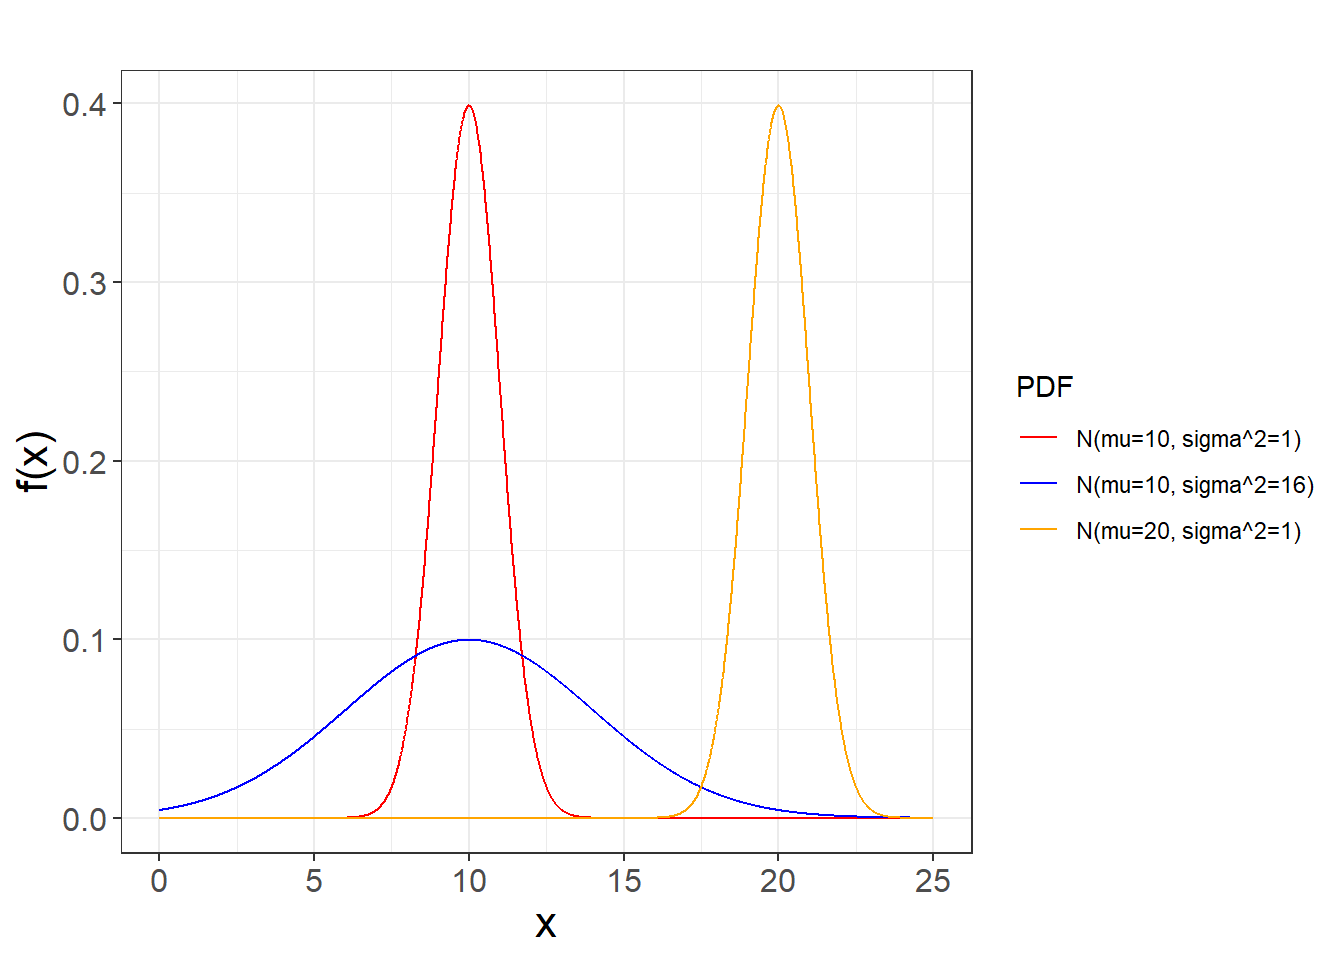 0.4
0.3
0.2
0.1
0.0
f(x)
0 5 10 15 20 25
x
PDF
N(mu=10, sigma^2=1)
N(mu=10, sigma^2=16)
N(mu=20, sigma^2=1)